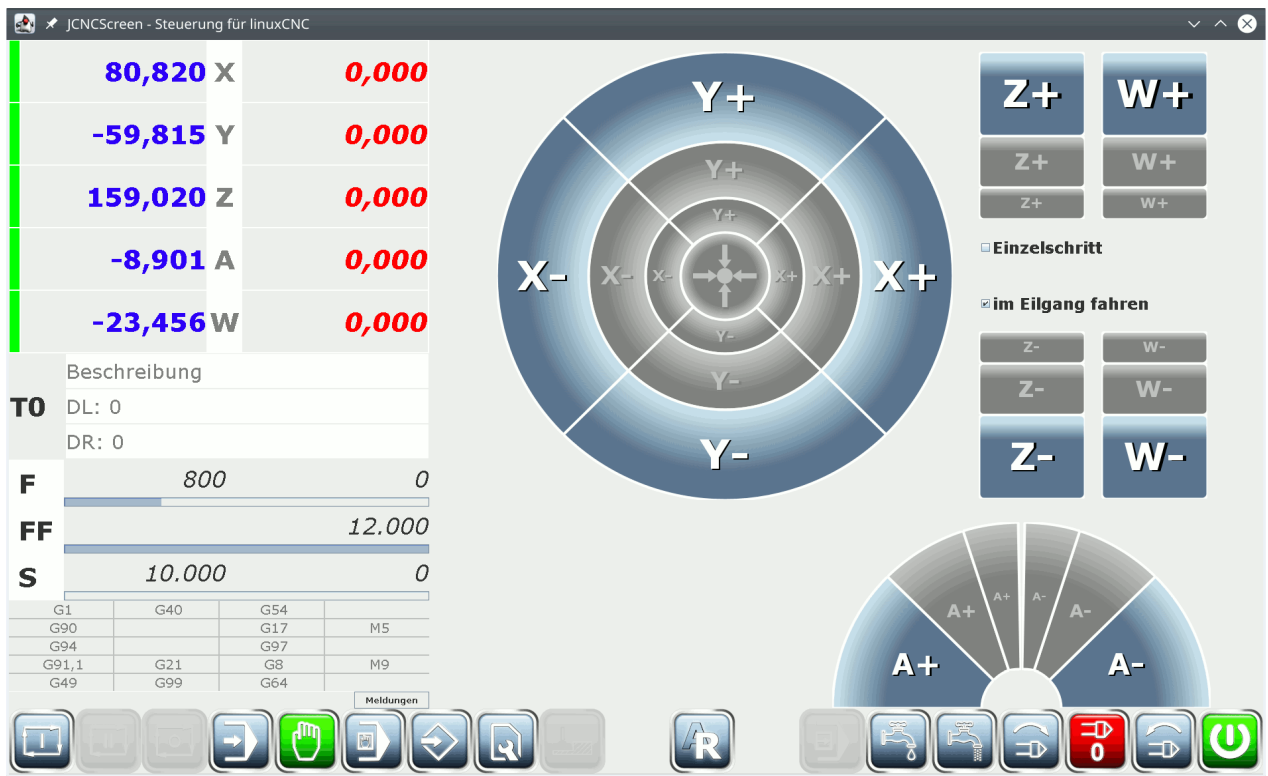 JCNCScreen - Steuerung für linuxCNC
80,820 X 0,000
-59,815 Y 0,000
159,020 Z 0,000
-8,901 A 0,000
-23,456 W 0,000
Beschreibung
T0
DL: 0
DR: 0
F 800 0
FF 12.000
S 10.000 0
G1 G40 G54
G90 G17 M5
G94 G97
G91,1 G21 G8 M9
G49 G99 G64
Meldungen
Y+
Y+
Y+
X- X- X- X+ X+ X+
Y-
Y-
Y-
Z+ W+
Z+ W+
Z+ W+
Einzelschritt
im Eilgang fahren
Z- W-
Z- W-
Z- W-
A+ A+ A+ A- A- A-
AR
0